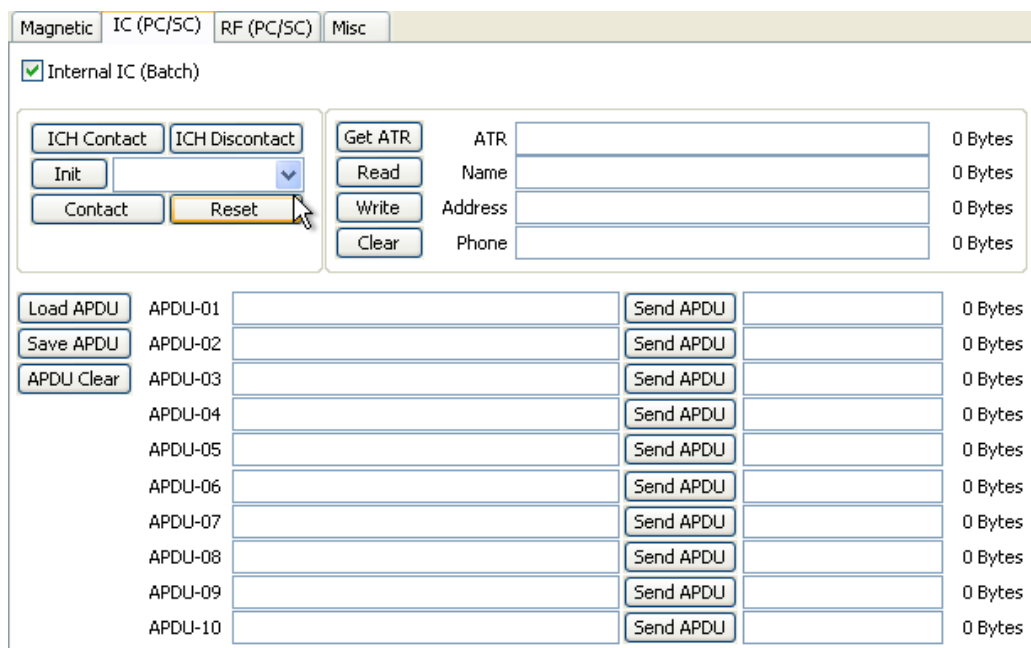 Magnetic IC (PC/SC) RF (PC/SC) Misc
Internal IC (Batch)
ICH Contact ICH Discontact
Init
Contact Reset
Get ATR ATR 0 Bytes
Read Name 0 Bytes
Write Address 0 Bytes
Clear Phone 0 Bytes
Load APDU APDU-01 Send APDU 0 Bytes
Save APDU APDU-02 Send APDU 0 Bytes
APDU Clear APDU-03 Send APDU 0 Bytes
APDU-04 Send APDU 0 Bytes
APDU-05 Send APDU 0 Bytes
APDU-06 Send APDU 0 Bytes
APDU-07 Send APDU 0 Bytes
APDU-08 Send APDU 0 Bytes
APDU-09 Send APDU 0 Bytes
APDU-10 Send APDU 0 Bytes